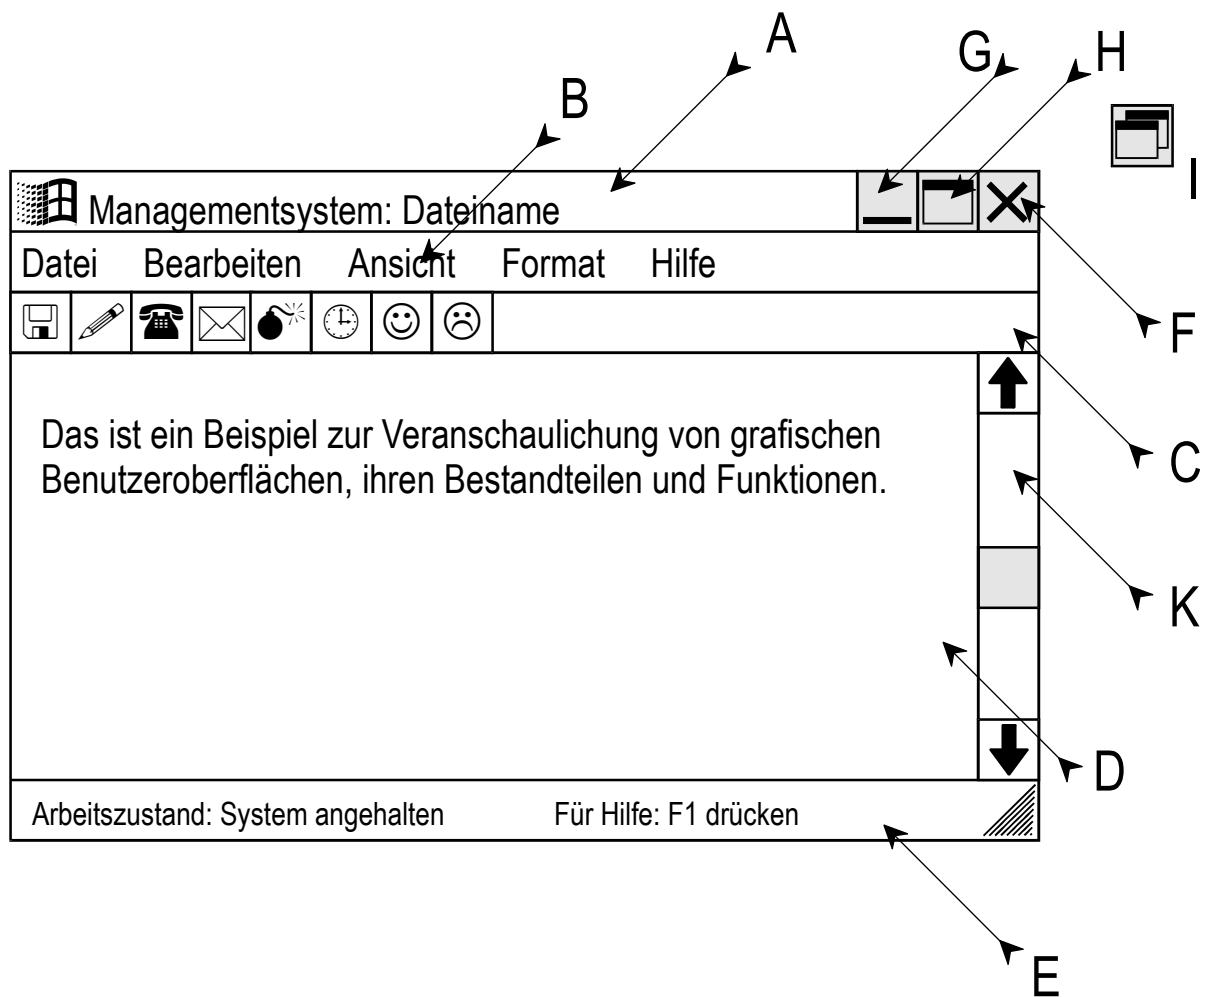 A
G
H
B
I
Managementsystem: Dateiname
Datei Bearbeiten Ansicht Format Hilfe
F
Das ist ein Beispiel zur Veranschaulichung von grafischen
Benutzeroberflächen, ihren Bestandteilen und Funktionen.
C
K
D
Arbeitszustand: System angehalten Für Hilfe: F1 drücken
E